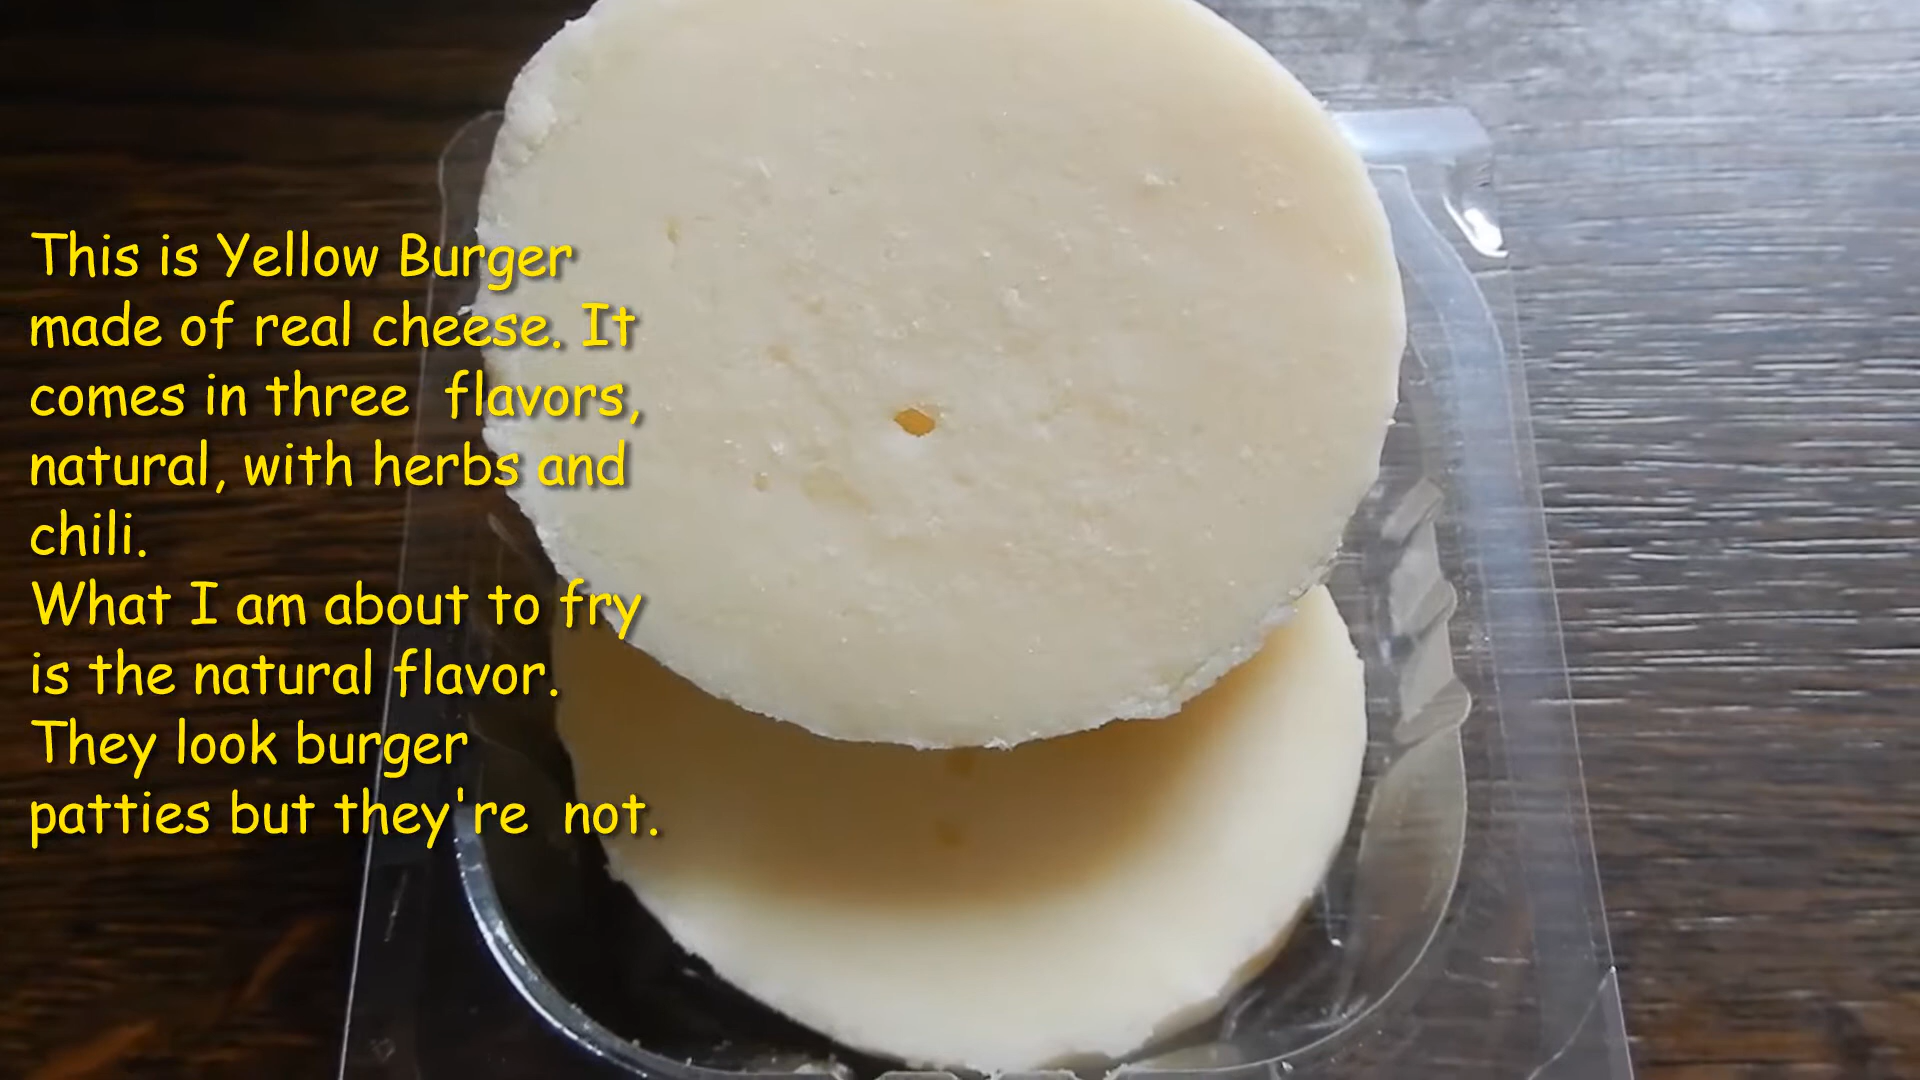 This is Yellow Burger
made of real cheese. It
comes in three  flavors,
natural, with herbs and
chili.
What I am about to fry
is the natural flavor.
They look burger
patties but they're  not.